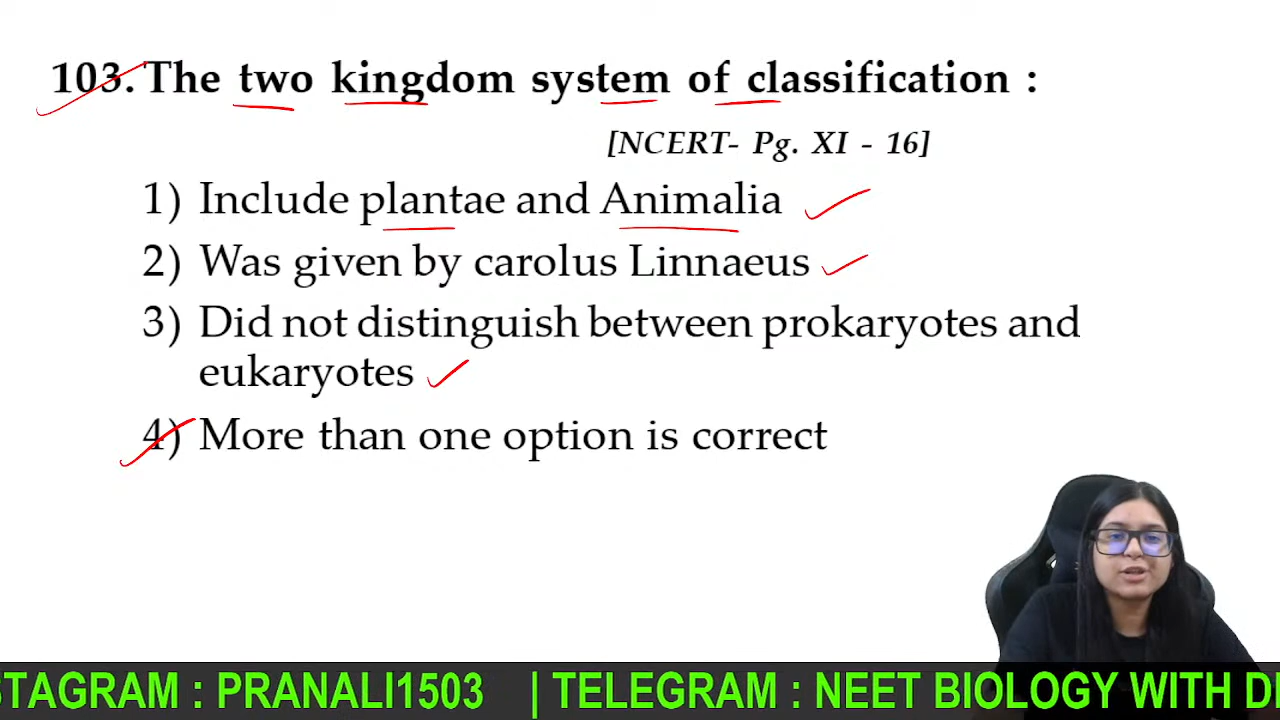 103. The two kingdom system of classification :
[NCERT- Pg. XI - 16]
1) Include plantae and Animalia
2) Was given by carolus Linnaeus
3) Did not distinguish between prokaryotes and
eukaryotes
4) More than one option is correct
STAGRAM : PRANALI1503 | TELEGRAM : NEET BIOLOGY WITH